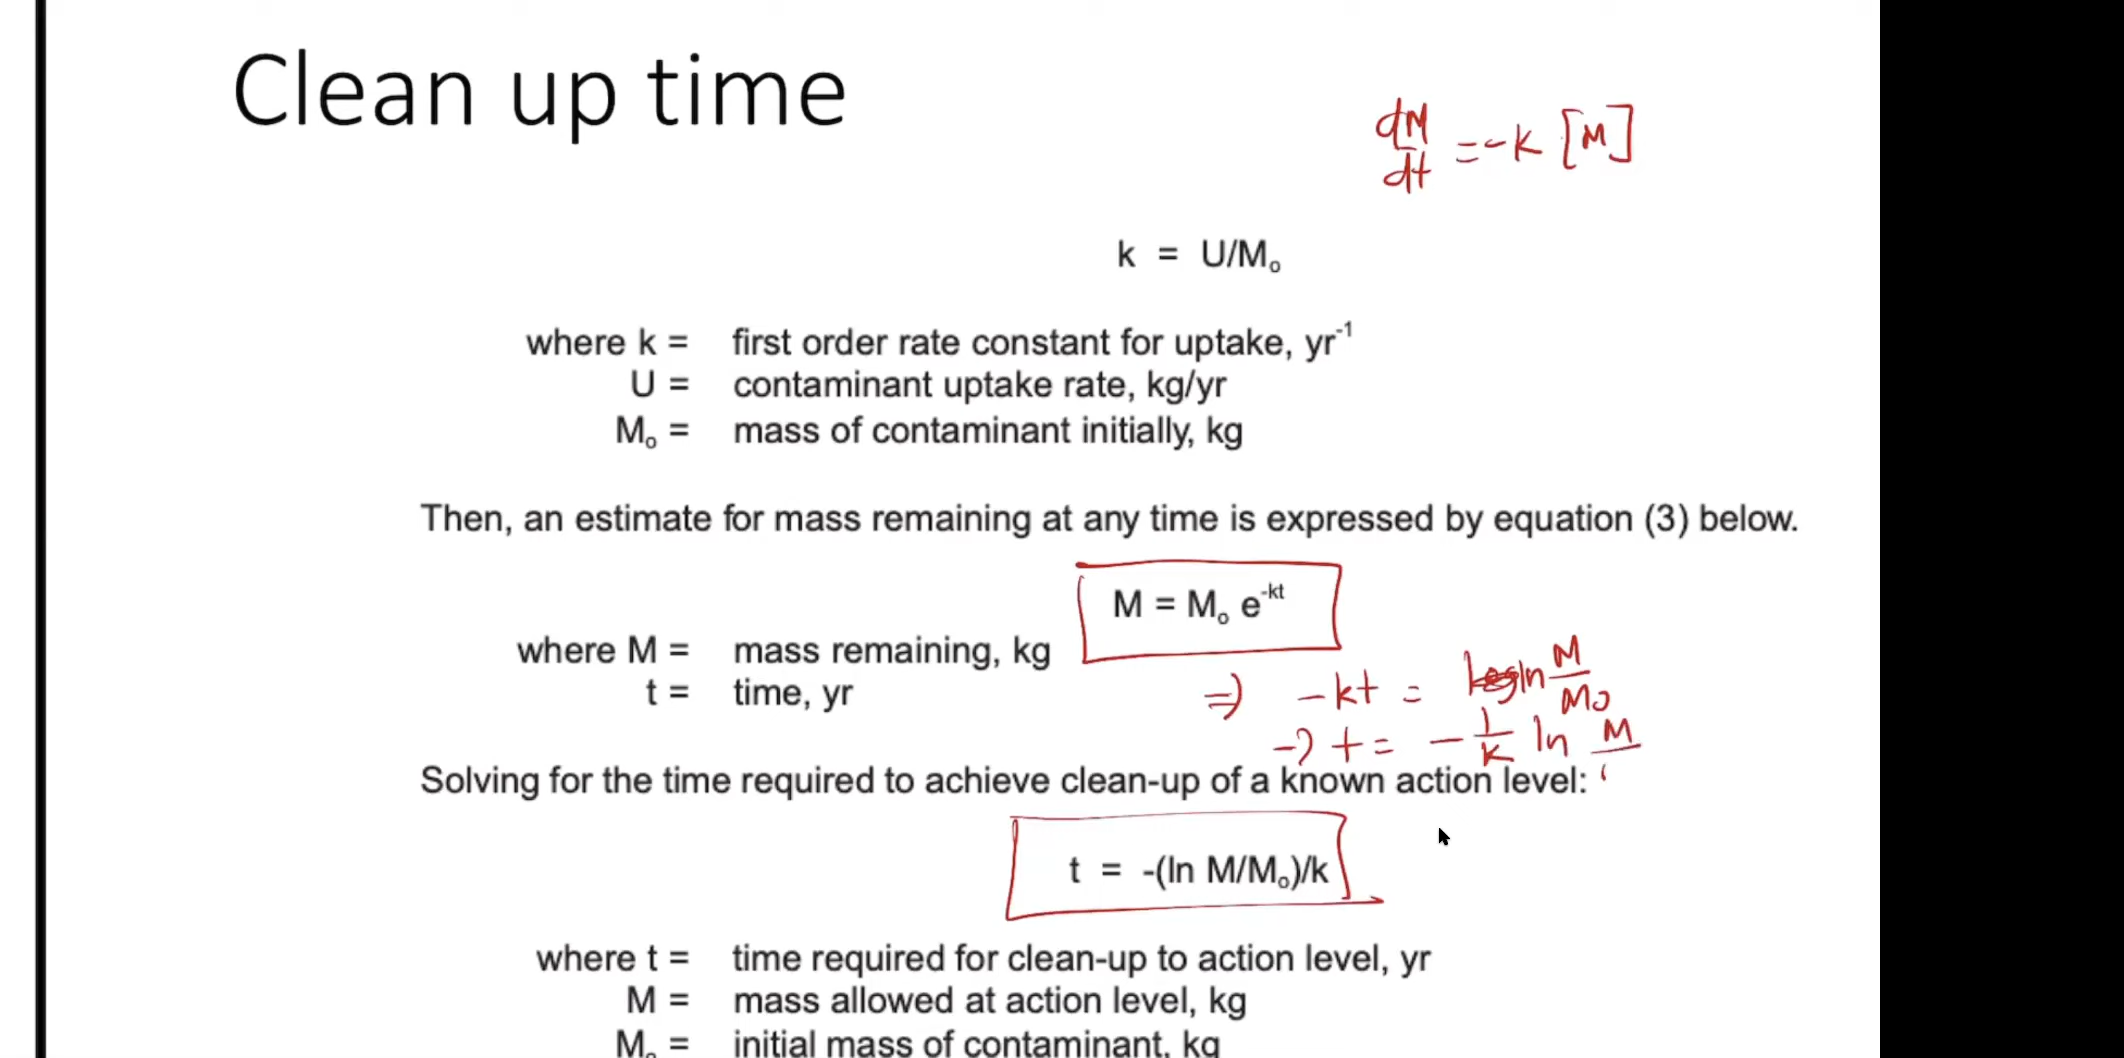 Clean up time
dM/dt = -k [M]
k = U/Mₒ
where k = first order rate constant for uptake, yr⁻¹
U = contaminant uptake rate, kg/yr
Mₒ = mass of contaminant initially, kg
Then, an estimate for mass remaining at any time is expressed by equation (3) below.
M = Mₒ e⁻ᵏᵗ
where M = mass remaining, kg
t = time, yr
⇒ -kt = ln M/M₀
→ t = - 1/k ln M/
Solving for the time required to achieve clean-up of a known action level:
t = -(ln M/Mₒ)/k
where t = time required for clean-up to action level, yr
M = mass allowed at action level, kg
Mₒ = initial mass of contaminant, kg